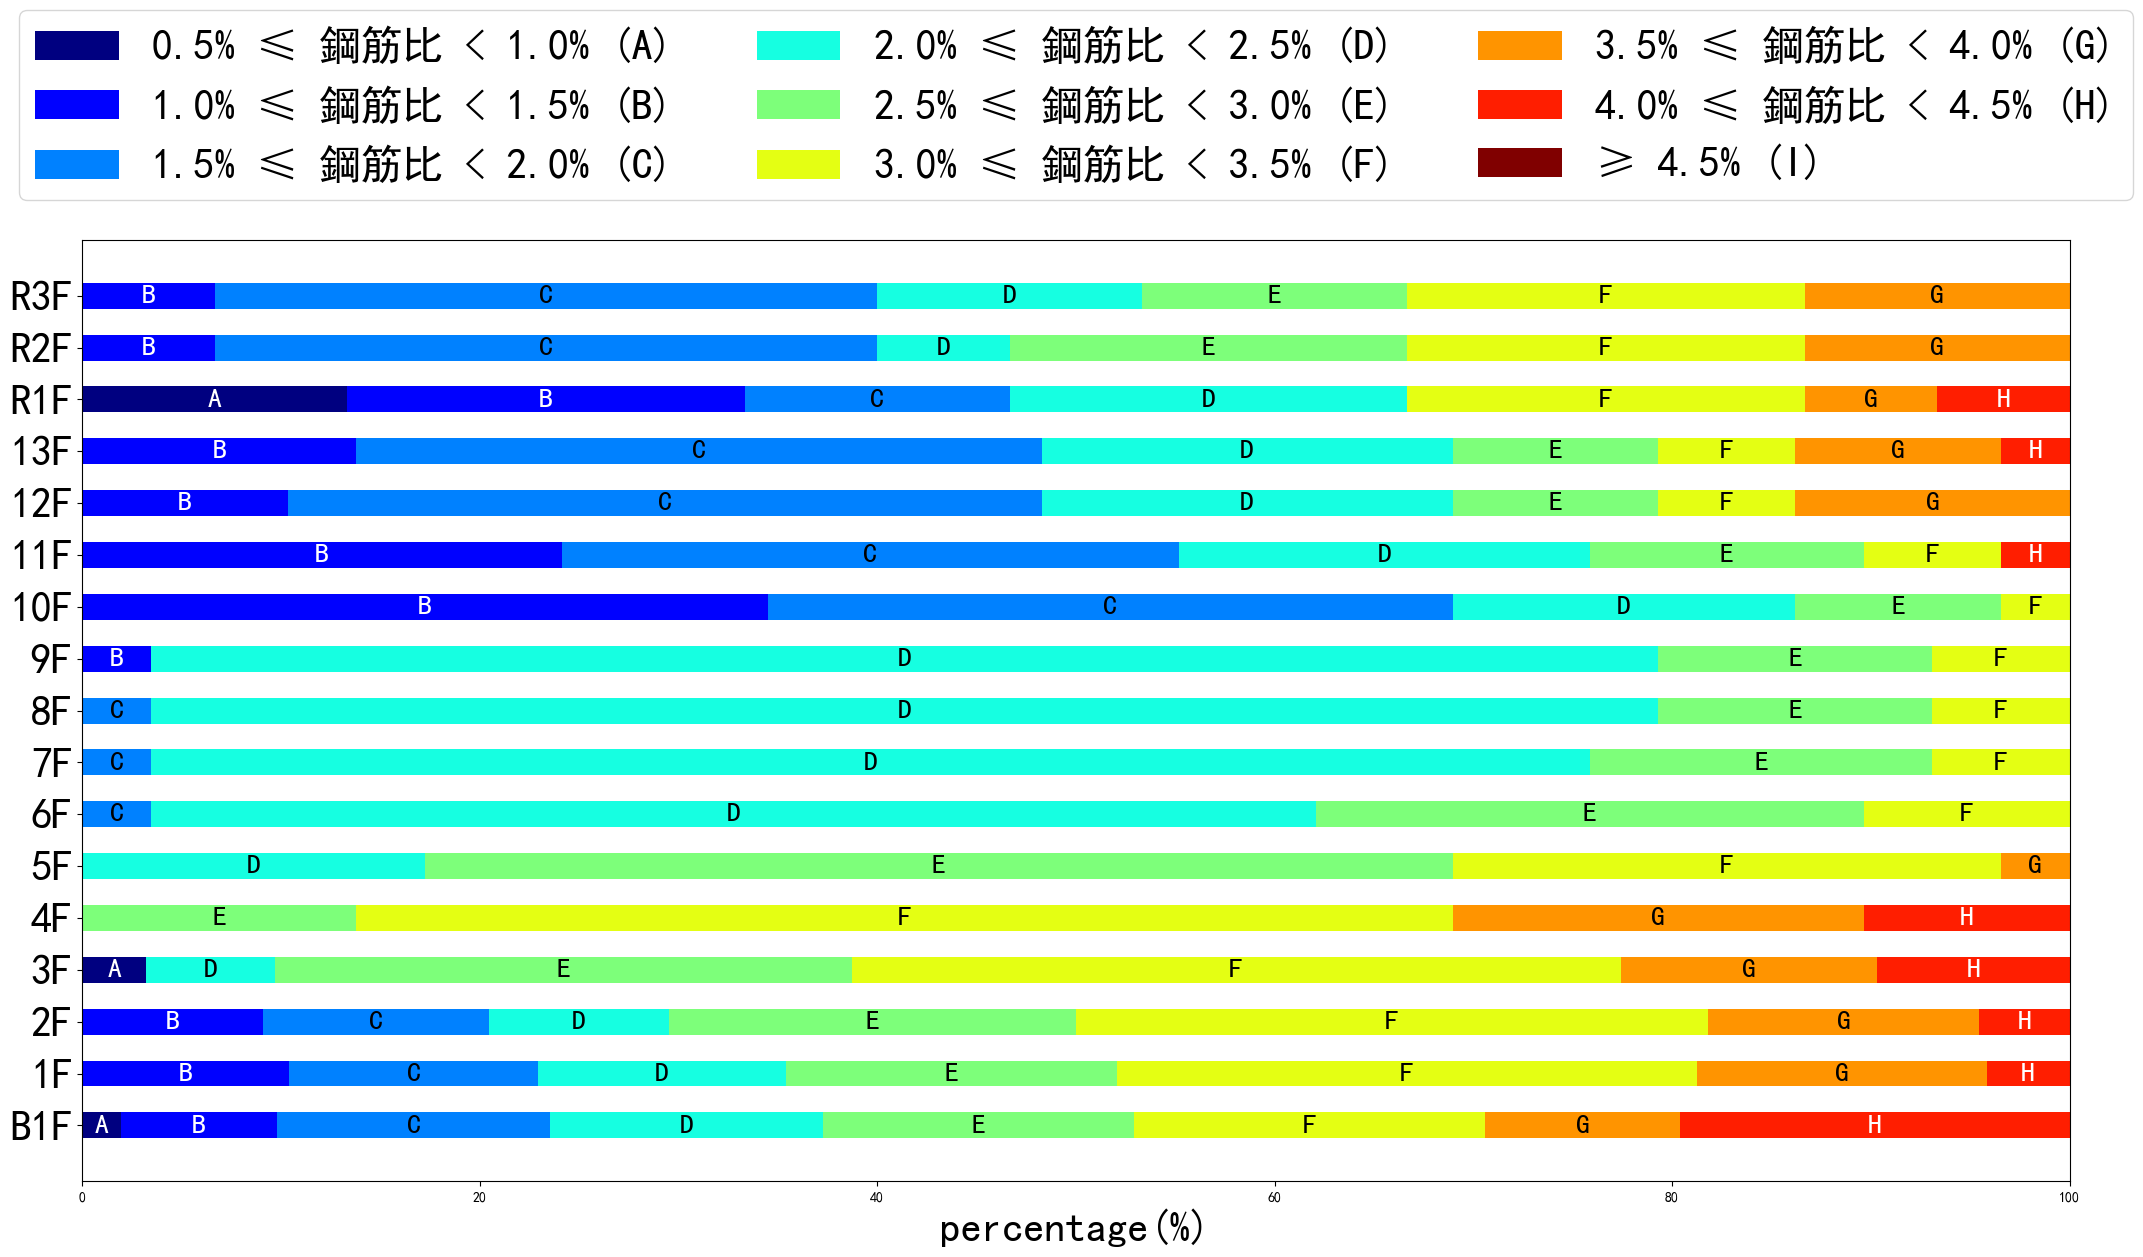 0.5% ≤ 鋼筋比 < 1.0% (A)
1.0% ≤ 鋼筋比 < 1.5% (B)
1.5% ≤ 鋼筋比 < 2.0% (C)
2.0% ≤ 鋼筋比 < 2.5% (D)
2.5% ≤ 鋼筋比 < 3.0% (E)
3.0% ≤ 鋼筋比 < 3.5% (F)
3.5% ≤ 鋼筋比 < 4.0% (G)
4.0% ≤ 鋼筋比 < 4.5% (H)
≥ 4.5% (I)
R3F B C D E F G
R2F B C D E F G
R1F A B C D F G H
13F B C D E F G H
12F B C D E F G
11F B C D E F H
10F B C D E F
9F B D E F
8F C D E F
7F C D E F
6F C D E F
5F D E F G
4F E F G H
3F A D E F G H
2F B C D E F G H
1F B C D E F G H
B1F A B C D E F G H
0 20 40 60 80 100
percentage(%)